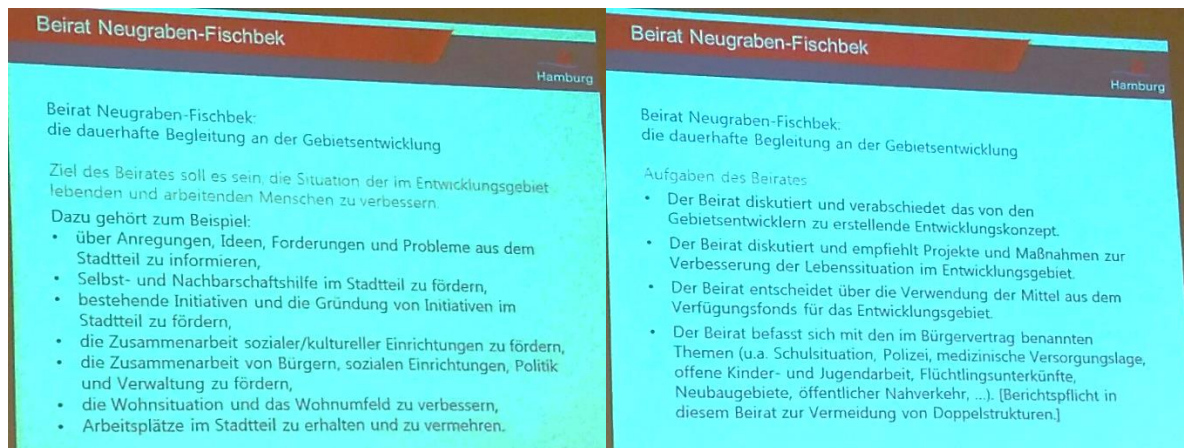 Beirat Neugraben-Fischbek
Hamburg
Beirat Neugraben-Fischbek:
die dauerhafte Begleitung an der Gebietsentwicklung
Ziel des Beirates soll es sein, die Situation der im Entwicklungsgebiet
lebenden und arbeitenden Menschen zu verbessern.
Dazu gehört zum Beispiel:
• über Anregungen, Ideen, Forderungen und Probleme aus dem
Stadtteil zu informieren,
• Selbst- und Nachbarschaftshilfe im Stadtteil zu fördern,
• bestehende Initiativen und die Gründung von Initiativen im
Stadtteil zu fördern,
• die Zusammenarbeit sozialer/kultureller Einrichtungen zu fördern,
• die Zusammenarbeit von Bürgern, sozialen Einrichtungen, Politik
und Verwaltung zu fördern,
• die Wohnsituation und das Wohnumfeld zu verbessern,
• Arbeitsplätze im Stadtteil zu erhalten und zu vermehren.
Beirat Neugraben-Fischbek
Hamburg
Beirat Neugraben-Fischbek:
die dauerhafte Begleitung an der Gebietsentwicklung
Aufgaben des Beirates
• Der Beirat diskutiert und verabschiedet das von den
Gebietsentwicklern zu erstellende Entwicklungskonzept.
• Der Beirat diskutiert und empfiehlt Projekte und Maßnahmen zur
Verbesserung der Lebenssituation im Entwicklungsgebiet.
• Der Beirat entscheidet über die Verwendung der Mittel aus dem
Verfügungsfonds für das Entwicklungsgebiet.
• Der Beirat befasst sich mit den im Bürgervertrag benannten
Themen (u.a. Schulsituation, Polizei, medizinische Versorgungslage,
offene Kinder- und Jugendarbeit, Flüchtlingsunterkünfte,
Neubaugebiete, öffentlicher Nahverkehr, ...). [Berichtspflicht in
diesem Beirat zur Vermeidung von Doppelstrukturen.]